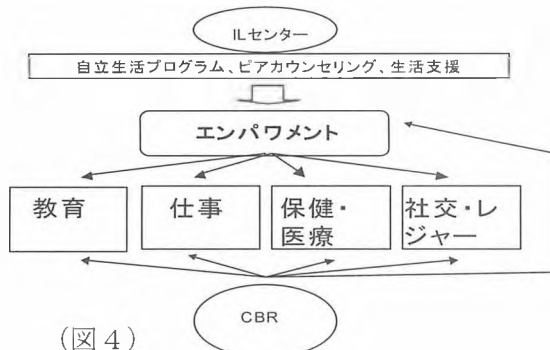 ILセンター
自立生活プログラム、ピアカウンセリング、生活支援
エンパワメント
教育
仕事
保健・
医療
社交・レ
ジャー
CBR
(図4)